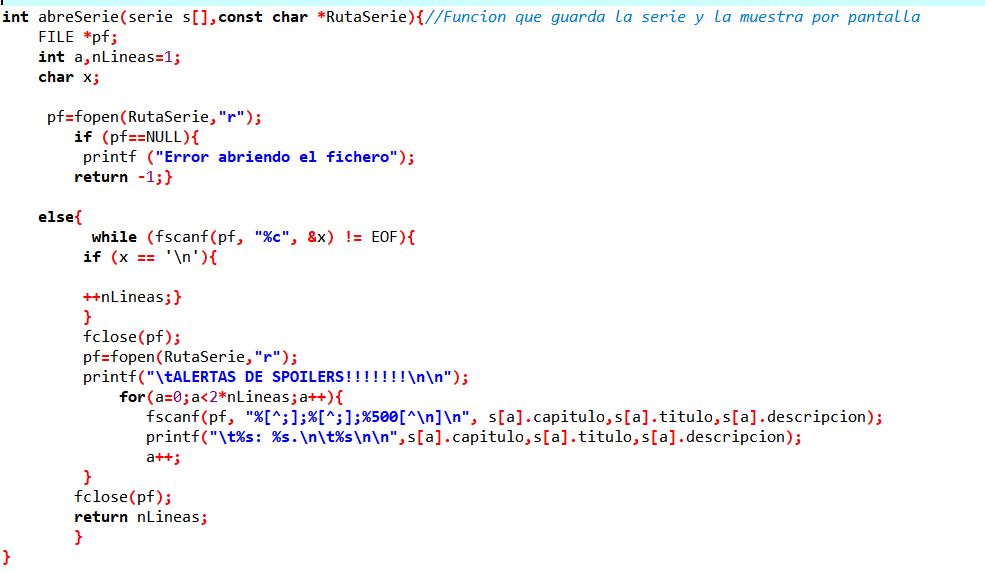 int abreSerie(serie s[],const char *RutaSerie){//Funcion que guarda la serie y la muestra por pantalla
FILE *pf;
int a,nLineas=1;
char x;
pf=fopen(RutaSerie,"r");
if (pf==NULL){
printf ("Error abriendo el fichero");
return -1;}
else{
while (fscanf(pf, "%c", &x) != EOF){
if (x == '\n'){
++nLineas;}
}
fclose(pf);
pf=fopen(RutaSerie,"r");
printf("\tALERTAS DE SPOILERS!!!!!!!\n\n");
for(a=0;a<2*nLineas;a++){
fscanf(pf, "%[^;];%[^;];%500[^\n]\n", s[a].capitulo,s[a].titulo,s[a].descripcion);
printf("\t%s: %s.\n\t%s\n\n",s[a].capitulo,s[a].titulo,s[a].descripcion);
a++;
}
fclose(pf);
return nLineas;
}
}